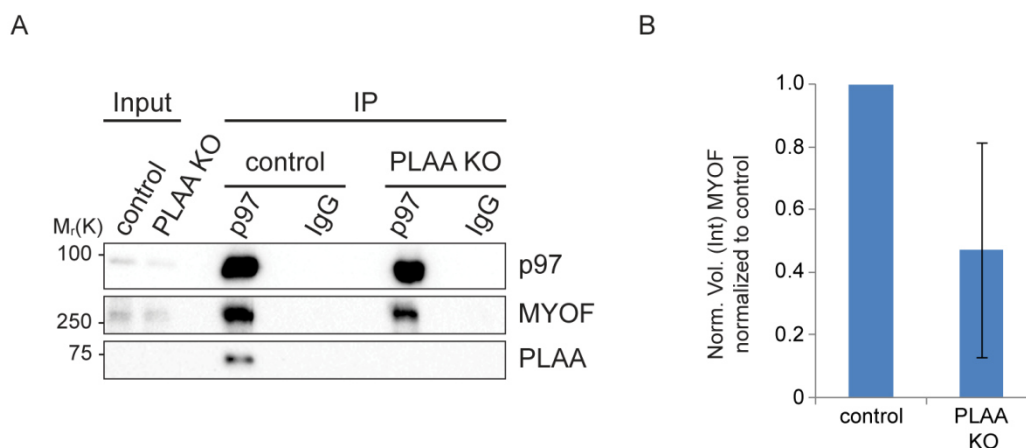 A
Input
IP
control
PLAA KO
control
PLAA KO
p97
IgG
p97
IgG
Mr(K)
100
p97
250
MYOF
75
PLAA
B
Norm. Vol. (Int) MYOF
normalized to control
1.0
0.8
0.6
0.4
0.2
0
control
PLAA
KO